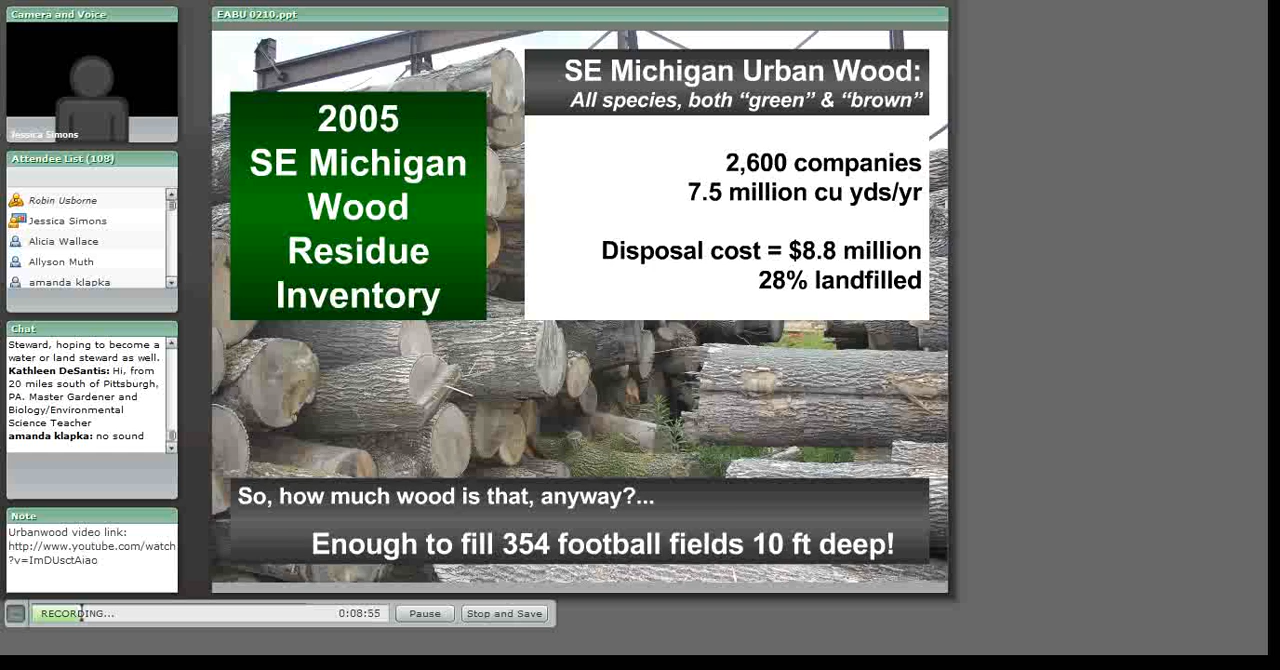 Camera and Voice
Jessica Simons
Attendee List (108)
Robin Usborne
Jessica Simons
Alicia Wallace
Allyson Muth
amanda klapka
Chat
Steward, hoping to become a
water or land steward as well.
Kathleen DeSantis: Hi, from
20 miles south of Pittsburgh,
PA. Master Gardener and
Biology/Environmental
Science Teacher
amanda klapka: no sound
Note
Urbanwood video link:
http://www.youtube.com/watch
?v=ImDUsctAiao
RECORDING...
0:08:55
Pause
Stop and Save
EABU 0210.ppt
2005
SE Michigan
Wood
Residue
Inventory
SE Michigan Urban Wood:
All species, both “green” & “brown”
2,600 companies
7.5 million cu yds/yr
Disposal cost = $8.8 million
28% landfilled
So, how much wood is that, anyway?...
Enough to fill 354 football fields 10 ft deep!